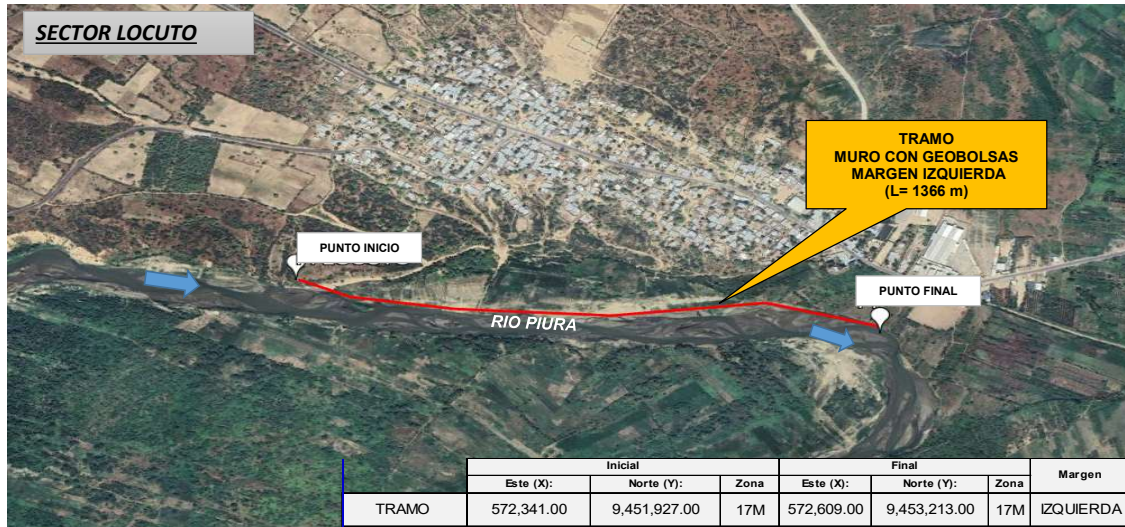 SECTOR LOCUTO
TRAMO
MURO CON GEOBOLSAS
MARGEN IZQUIERDA
(L= 1366 m)
PUNTO INICIO
PUNTO FINAL
RIO PIURA
Inicial Final Margen
Este (X): Norte (Y): Zona Este (X): Norte (Y): Zona
TRAMO 572,341.00 9,451,927.00 17M 572,609.00 9,453,213.00 17M IZQUIERDA